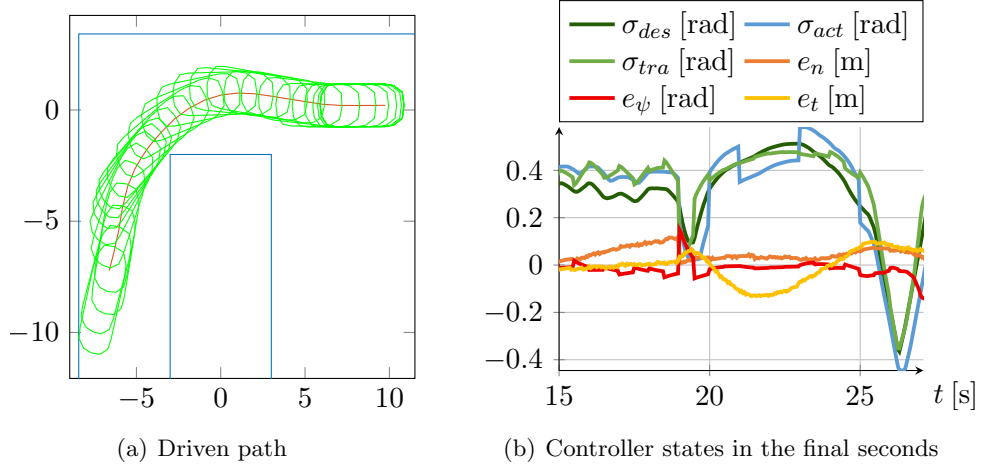 σ_des [rad] σ_act [rad]
σ_tra [rad] e_n [m]
e_ψ [rad] e_t [m]
0
−5
−10
−5 0 5 10
0.4
0.2
0
−0.2
−0.4
15 20 25 t [s]
(a) Driven path
(b) Controller states in the final seconds